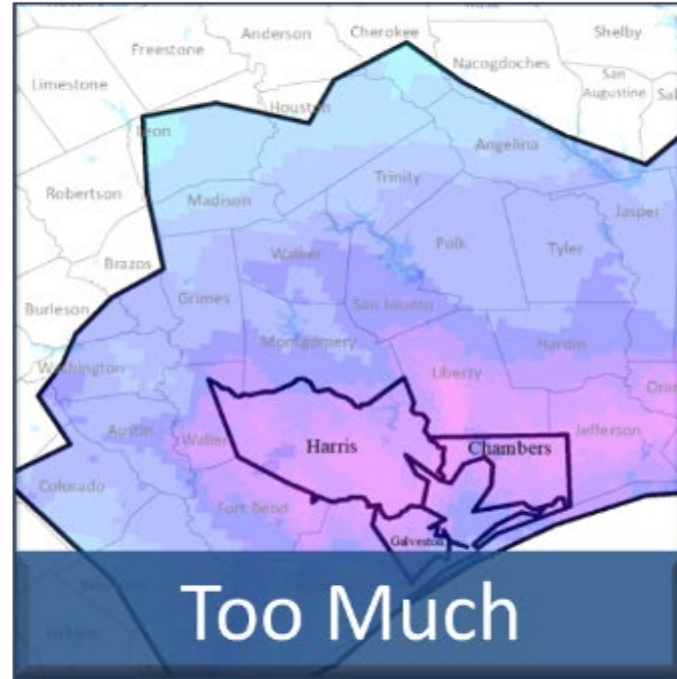 Anderson
Cherokee
Shelby
Freestone
Nacogdoches
Limestone
San
Augustine
Houston
Leon
Angelina
Robertson
Trinity
Madison
Jasper
Brazos
Walker
Polk
Tyler
Burleson
Grimes
San Jacinto
Montgomery
Hardin
Washington
Liberty
Austin
Waller
Harris
Chambers
Jefferson
Colorado
Fort Bend
Galveston
Too Much